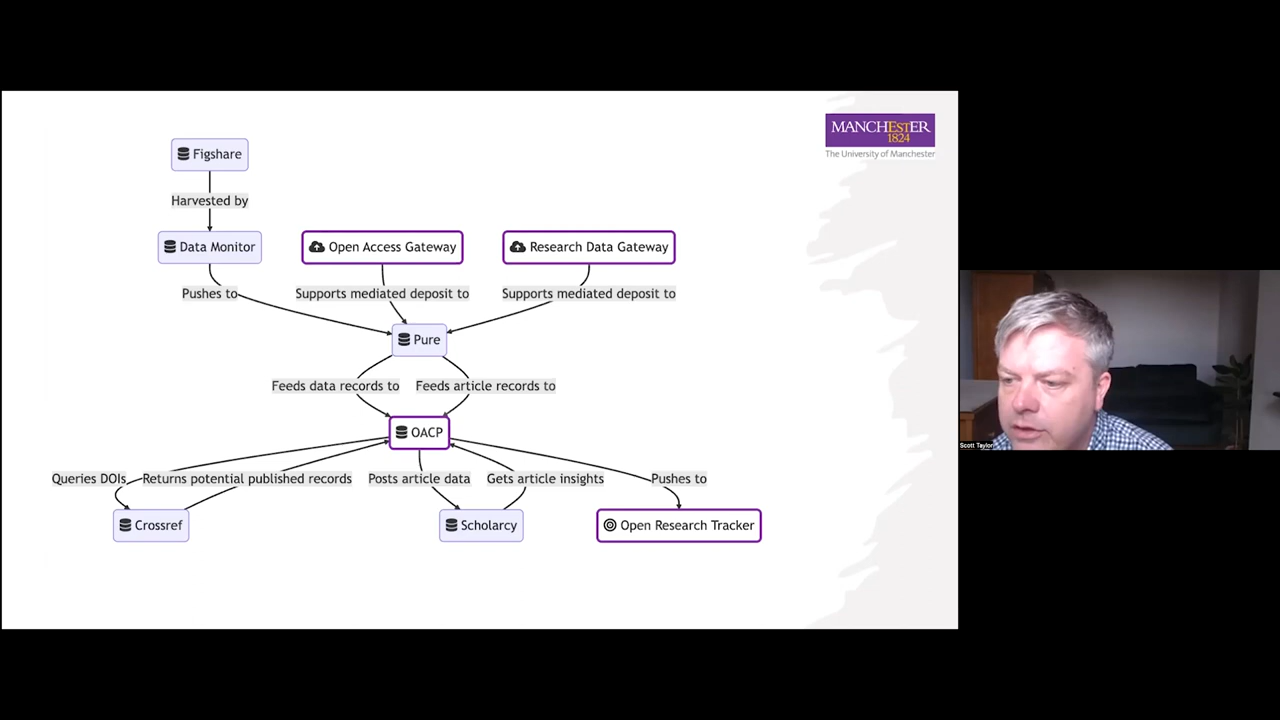 MANCHESTER
1824
The University of Manchester
Figshare
Harvested by
Data Monitor
Open Access Gateway
Research Data Gateway
Pushes to
Supports mediated deposit to
Supports mediated deposit to
Pure
Feeds data records to
Feeds article records to
OACP
Queries DOIs
Returns potential published records
Posts article data
Gets article insights
Pushes to
Crossref
Scholarcy
Open Research Tracker
Scott Taylor